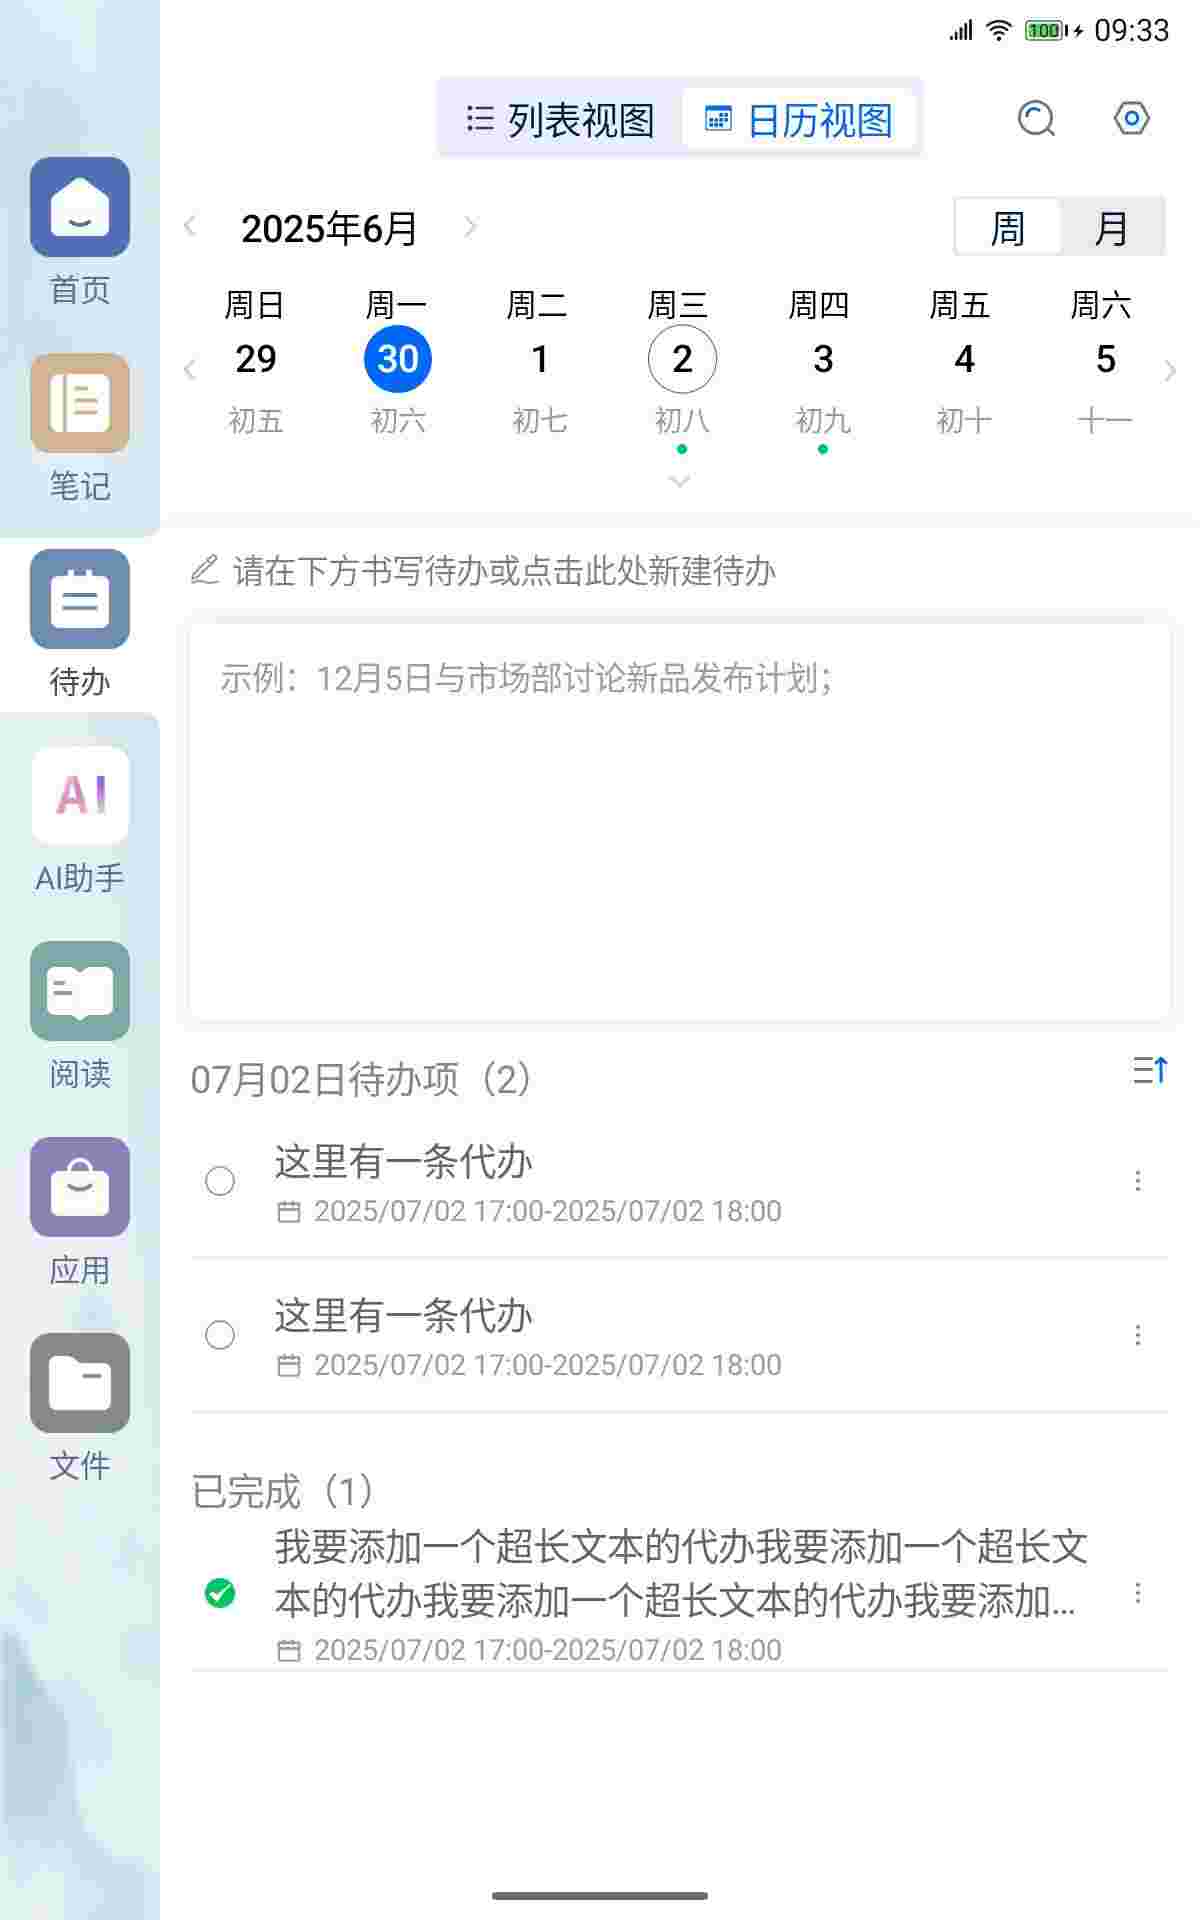 100 09:33
列表视图 日历视图
2025年6月 周 月
周日 周一 周二 周三 周四 周五 周六
29 30 1 2 3 4 5
初五 初六 初七 初八 初九 初十 十一
首页
笔记
待办
AI
AI助手
阅读
应用
文件
请在下方书写待办或点击此处新建待办
示例：12月5日与市场部讨论新品发布计划；
07月02日待办项（2）
这里有一条代办
2025/07/02 17:00-2025/07/02 18:00
这里有一条代办
2025/07/02 17:00-2025/07/02 18:00
已完成（1）
我要添加一个超长文本的代办我要添加一个超长文
本的代办我要添加一个超长文本的代办我要添加...
2025/07/02 17:00-2025/07/02 18:00